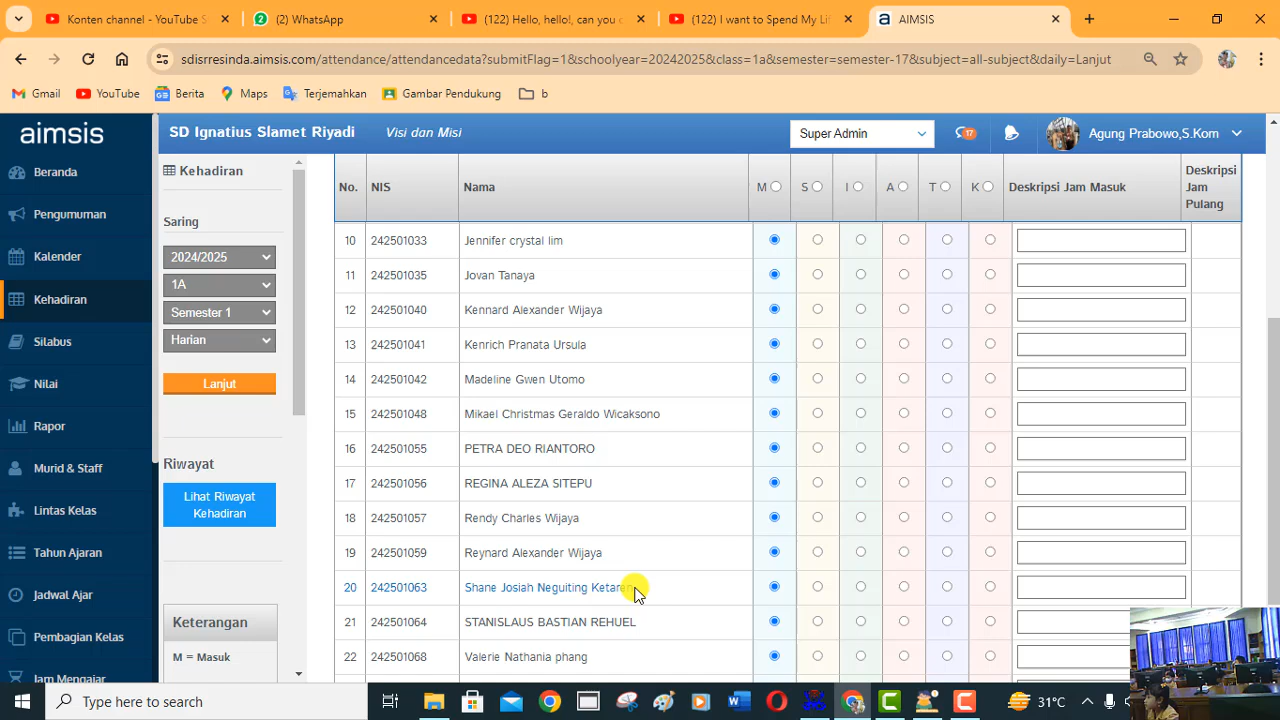 Konten channel - YouTube S
(2) WhatsApp
(122) Hello, hello!, can you c
(122) I want to Spend My Li
AIMSIS
sdisrresinda.aimsis.com/attendance/attendancedata?submitFlag=1&schoolyear=20242025&class=1a&semester=semester-17&subject=all-subject&daily=Lanjut
Gmail YouTube Berita Maps Terjemahkan Gambar Pendukung b
aimsis
SD Ignatius Slamet Riyadi Visi dan Misi Super Admin 17 Agung Prabowo,S.Kom
Beranda
Pengumuman
Kalender
Kehadiran
Silabus
Nilai
Rapor
Murid & Staff
Lintas Kelas
Tahun Ajaran
Jadwal Ajar
Pembagian Kelas
Jam Mengajar
Kehadiran
Saring
2024/2025
1A
Semester 1
Harian
Lanjut
Riwayat
Lihat Riwayat
Kehadiran
Keterangan
M = Masuk
No. NIS Nama M S I A T K Deskripsi Jam Masuk Deskripsi Jam Pulang
10 242501033 Jennifer crystal lim
11 242501035 Jovan Tanaya
12 242501040 Kennard Alexander Wijaya
13 242501041 Kenrich Pranata Ursula
14 242501042 Madeline Gwen Utomo
15 242501048 Mikael Christmas Geraldo Wicaksono
16 242501055 PETRA DEO RIANTORO
17 242501056 REGINA ALEZA SITEPU
18 242501057 Rendy Charles Wijaya
19 242501059 Reynard Alexander Wijaya
20 242501063 Shane Josiah Neguiting
21 242501064 STANISLAUS BASTIAN REHUEL
22 242501068 Valerie Nathania phang
Type here to search
31°C